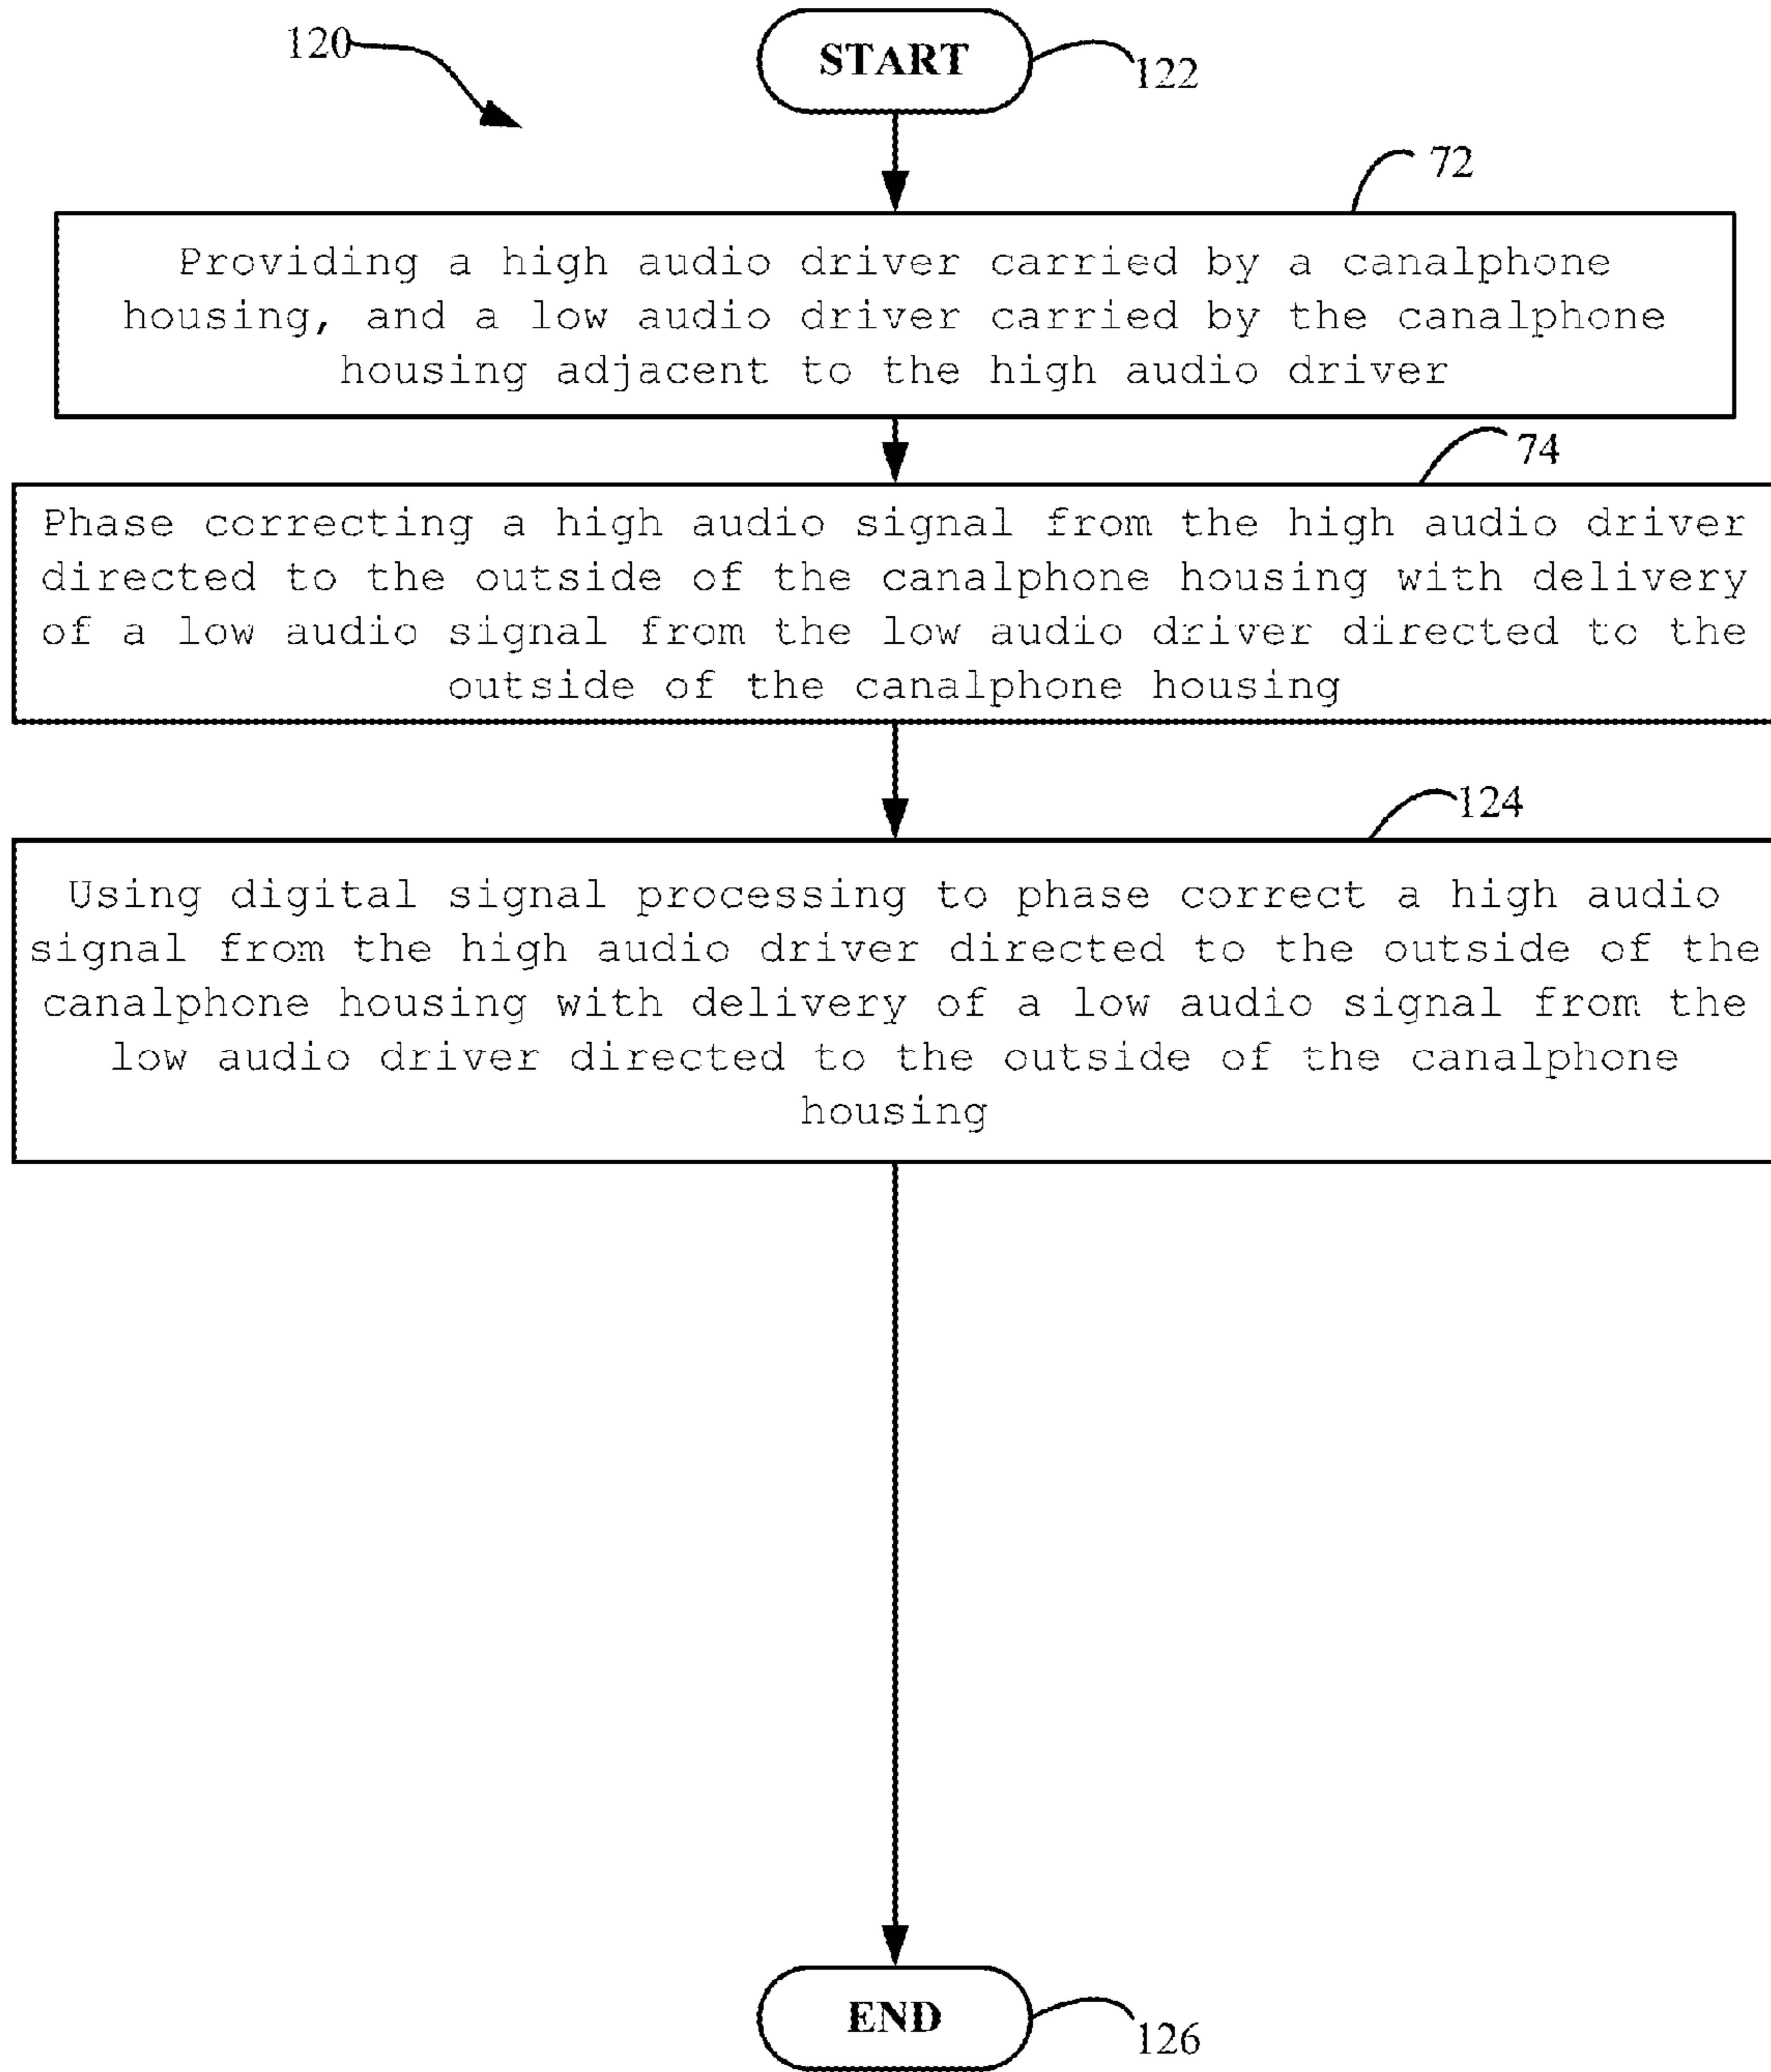 120
START
122
72
Providing a high audio driver carried by a canalphone
housing, and a low audio driver carried by the canalphone
housing adjacent to the high audio driver
74
Phase correcting a high audio signal from the high audio driver
directed to the outside of the canalphone housing with delivery
of a low audio signal from the low audio driver directed to the
outside of the canalphone housing
124
Using digital signal processing to phase correct a high audio
signal from the high audio driver directed to the outside of the
canalphone housing with delivery of a low audio signal from the
low audio driver directed to the outside of the canalphone
housing
END
126